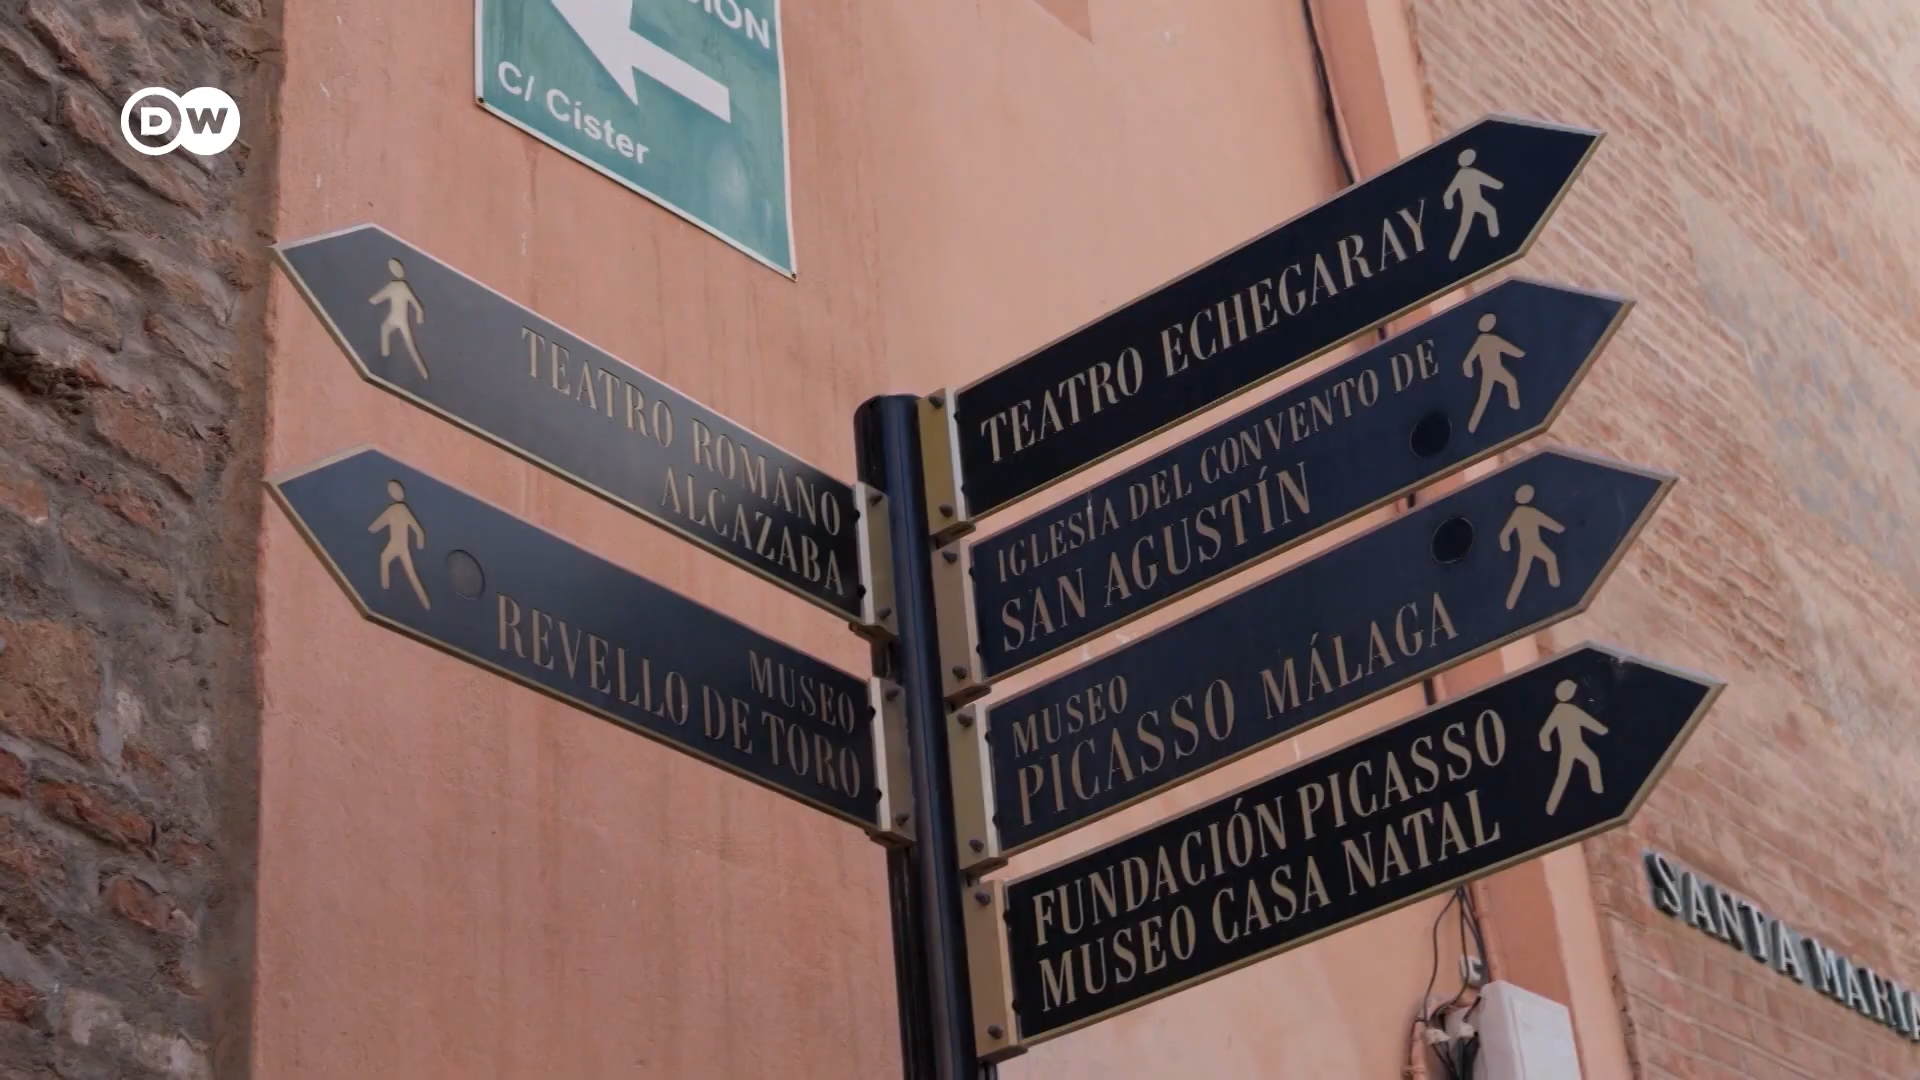 DW
C/ Císter
TEATRO ROMANO
ALCAZABA
MUSEO
REVELLO DE TORO
TEATRO ECHEGARAY
IGLESÍA DEL CONVENTO DE
SAN AGUSTÍN
MUSEO
PICASSO MÁLAGA
FUNDACIÓN PICASSO
MUSEO CASA NATAL
SANTA MARIA